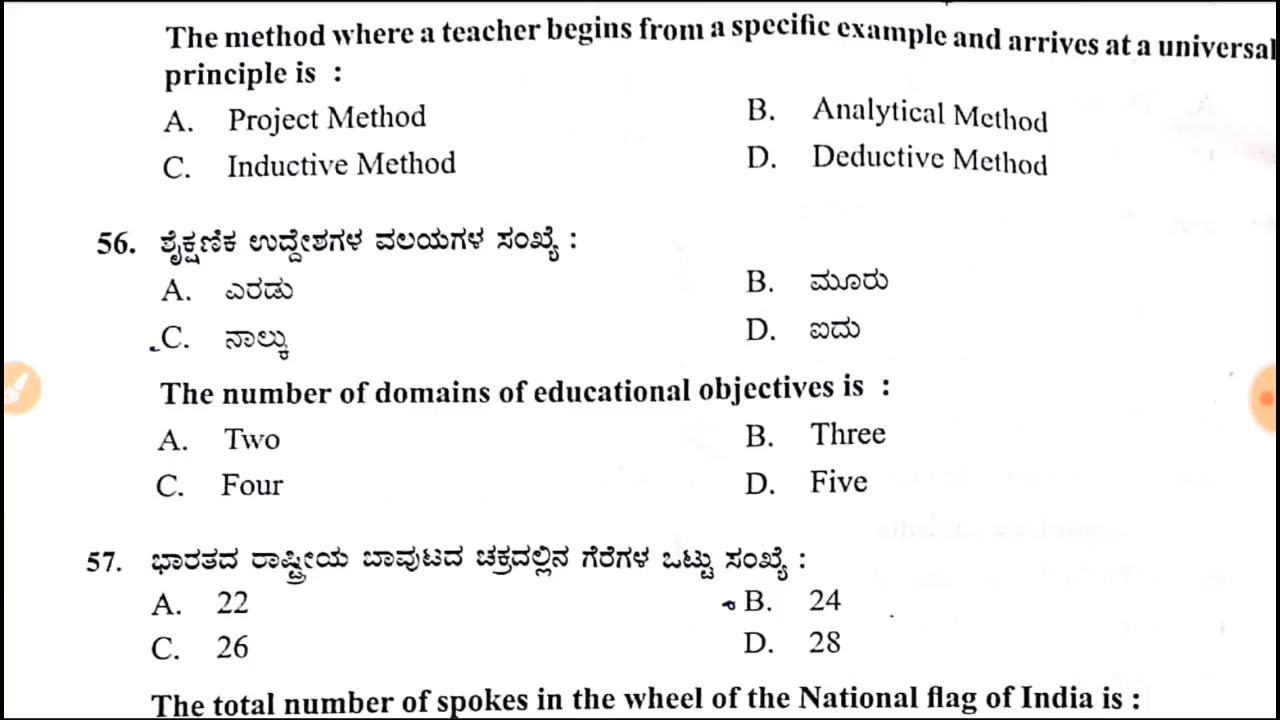 The method where a teacher begins from a specific example and arrives at a universal
principle is :
A. Project Method B. Analytical Method
C. Inductive Method D. Deductive Method
56. ಶೈಕ್ಷಣಿಕ ಉದ್ದೇಶಗಳ ವಲಯಗಳ ಸಂಖ್ಯೆ :
A. ಎರಡು B. ಮೂರು
C. ನಾಲ್ಕು D. ಐದು
The number of domains of educational objectives is :
A. Two B. Three
C. Four D. Five
57. ಭಾರತದ ರಾಷ್ಟ್ರೀಯ ಬಾವುಟದ ಚಕ್ರದಲ್ಲಿನ ಗೆರೆಗಳ ಒಟ್ಟು ಸಂಖ್ಯೆ :
A. 22 B. 24
C. 26 D. 28
The total number of spokes in the wheel of the National flag of India is :